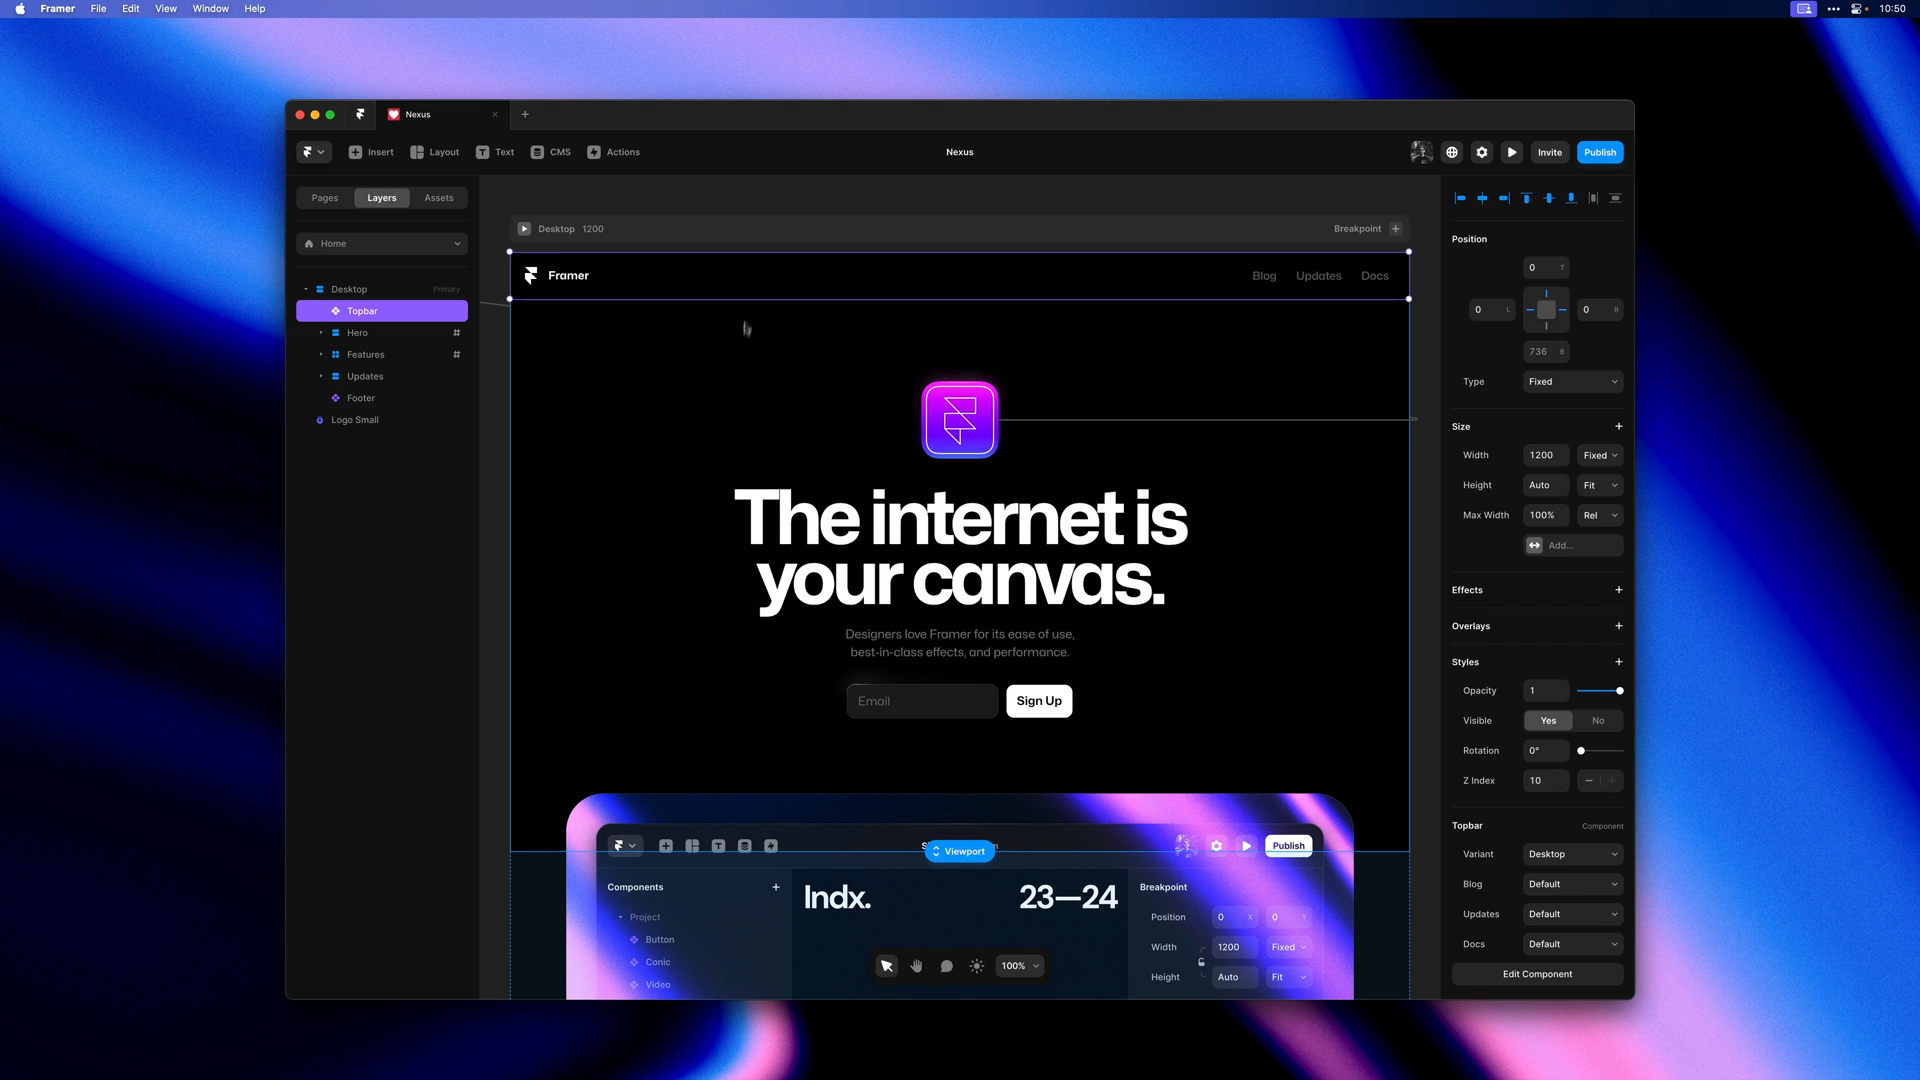 Framer File Edit View Window Help
10:50
Nexus
Insert Layout Text CMS Actions
Nexus
Invite Publish
Pages Layers Assets
Home
Desktop Primary
Topbar
Hero
Features
Updates
Footer
Logo Small
Desktop 1200
Breakpoint
Framer
Blog Updates Docs
The internet is
your canvas.
Designers love Framer for its ease of use,
best-in-class effects, and performance.
Email
Sign Up
Viewport
Publish
Components
Project
Button
Conic
Video
Indx. 23—24
100%
Breakpoint
Position 0 X 0 Y
Width 1200 Fixed
Height Auto Fit
Position
0 T
0 L
0 R
736 B
Type Fixed
Size
Width 1200 Fixed
Height Auto Fit
Max Width 100% Rel
Add...
Effects
Overlays
Styles
Opacity 1
Visible Yes No
Rotation 0°
Z Index 10
Topbar Component
Variant Desktop
Blog Default
Updates Default
Docs Default
Edit Component